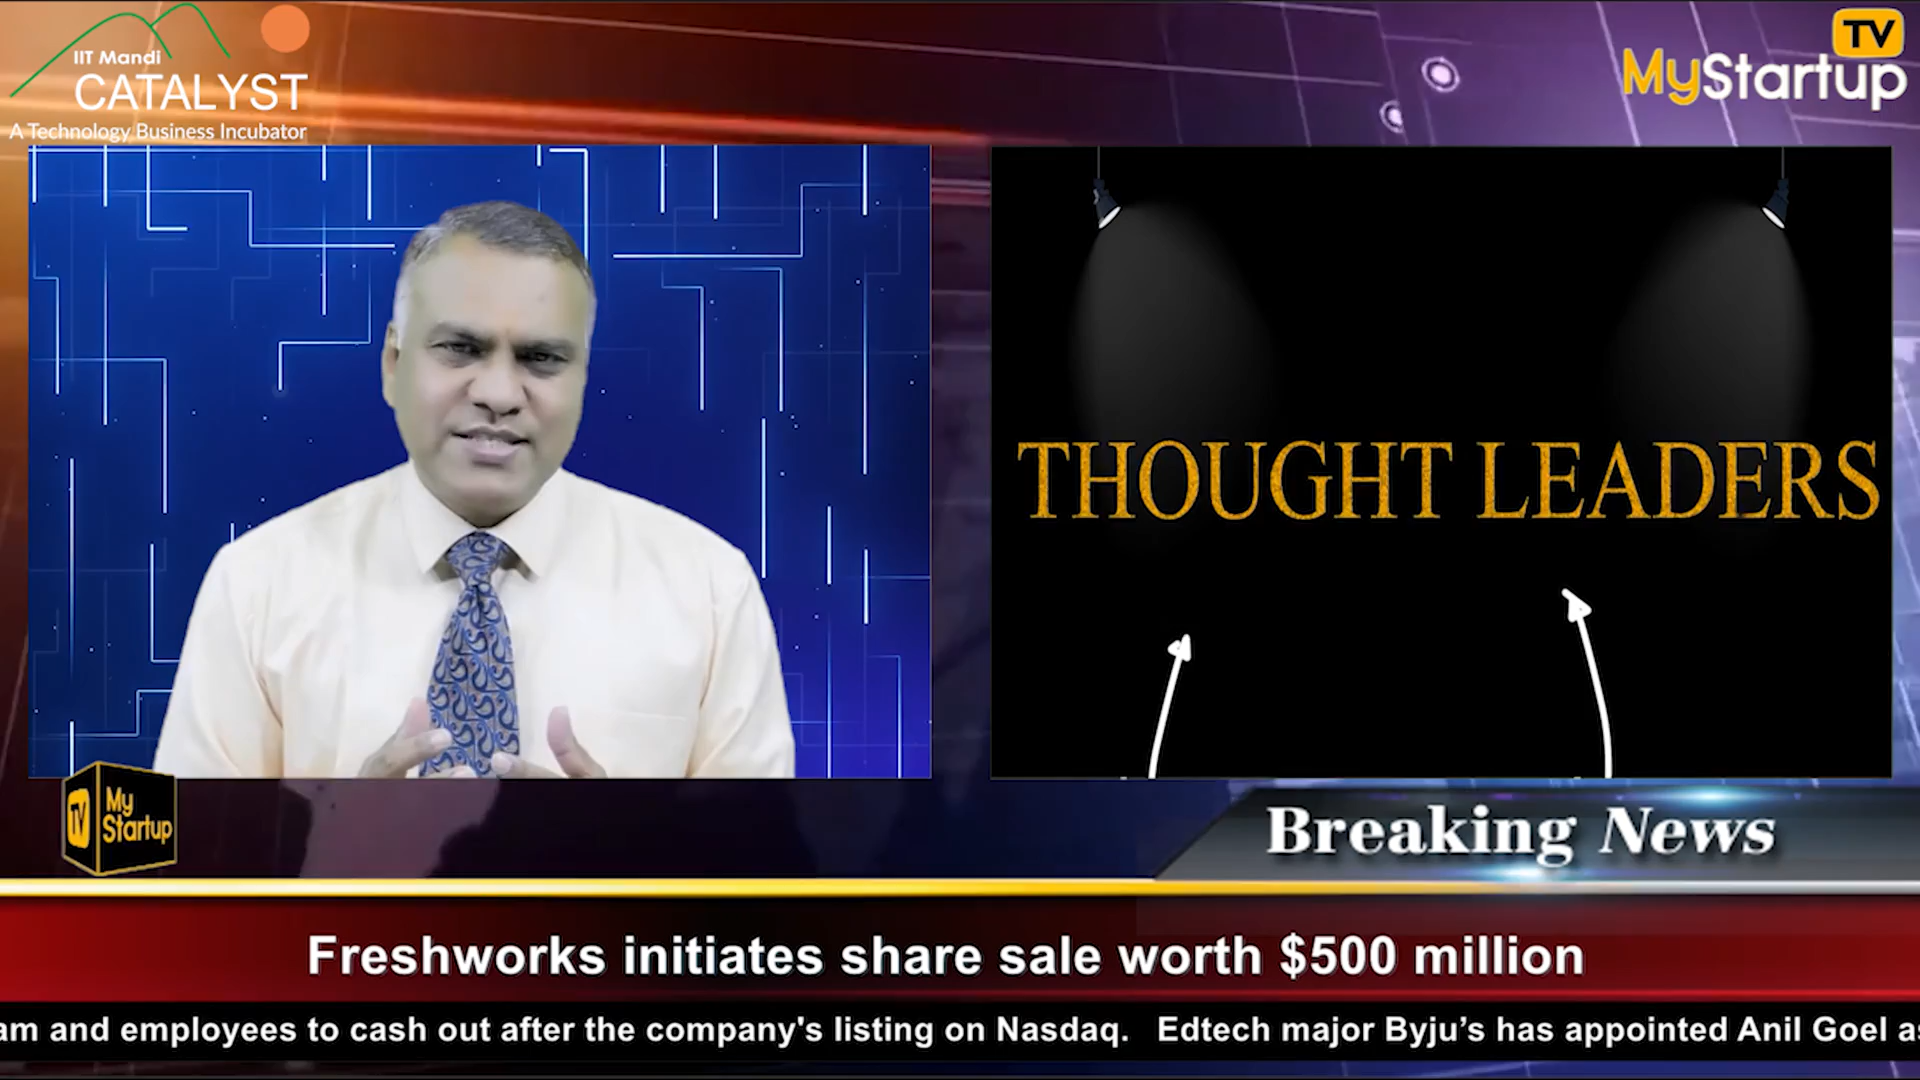 IIT Mandi
CATALYST
A Technology Business Incubator
TV
MyStartup
THOUGHT LEADERS
TV
My
Startup
Breaking News
Freshworks initiates share sale worth $500 million
am and employees to cash out after the company's listing on Nasdaq. Edtech major Byju’s has appointed Anil Goel as